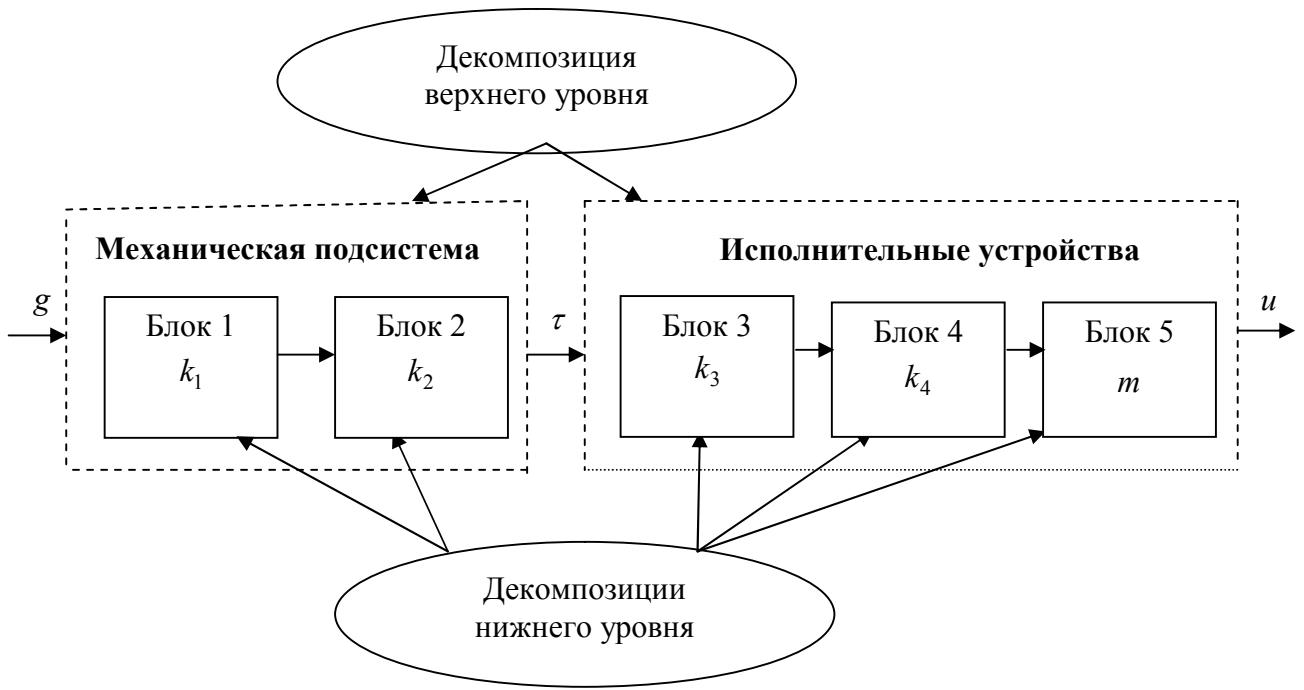 Декомпозиция
верхнего уровня
Механическая подсистема
Исполнительные устройства
g
Блок 1
k₁
Блок 2
k₂
τ
Блок 3
k₃
Блок 4
k₄
Блок 5
m
u
Декомпозиции
нижнего уровня